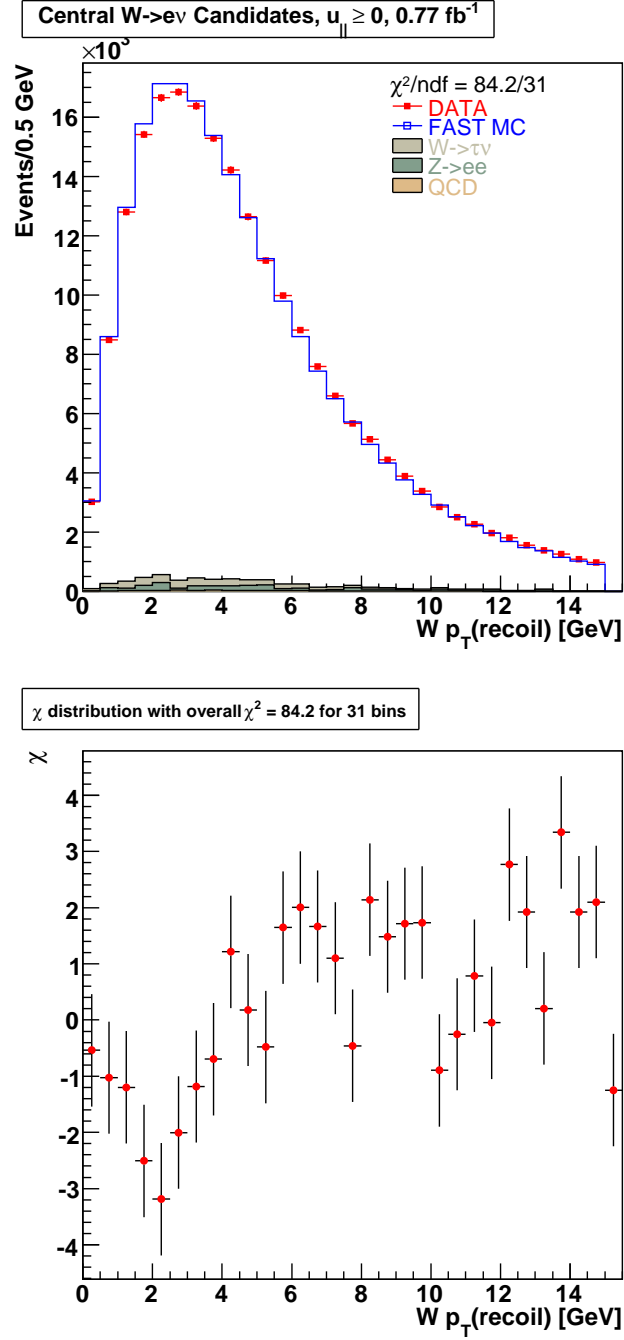 Central W->eν Candidates, u|| ≥ 0, 0.77 fb-1
×10³
Events/0.5 GeV
16
14
12
10
8
6
4
2
0
χ²/ndf = 84.2/31
DATA
FAST MC
W->τν
Z->ee
QCD
0 2 4 6 8 10 12 14
W pT(recoil) [GeV]
χ distribution with overall χ² = 84.2 for 31 bins
χ
4
3
2
1
0
-1
-2
-3
-4
0 2 4 6 8 10 12 14
W pT(recoil) [GeV]